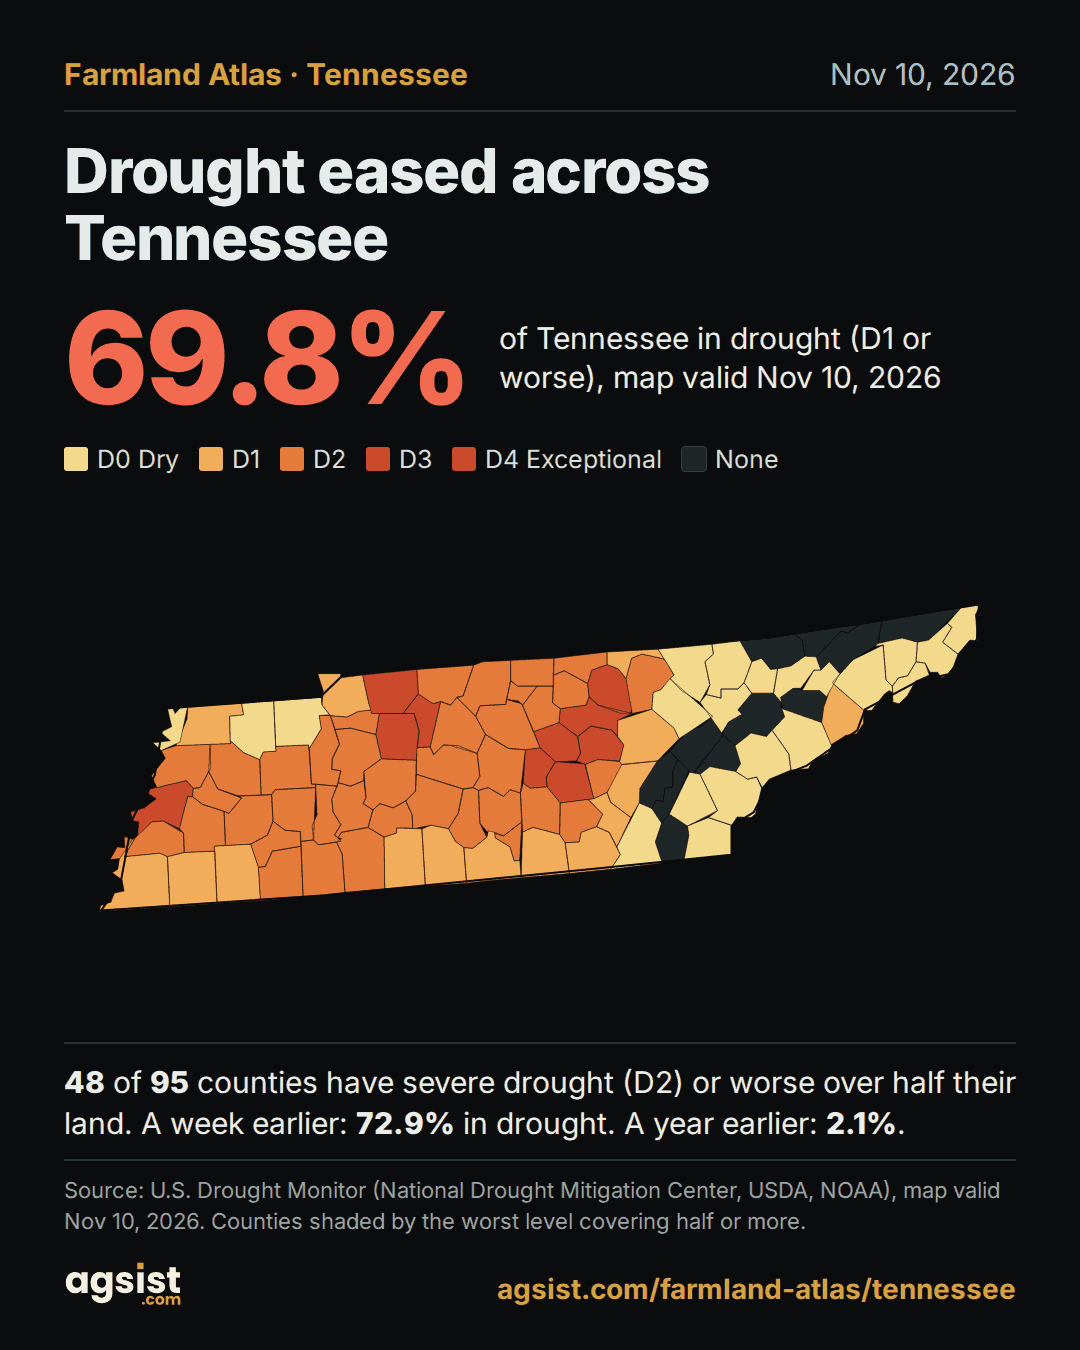 Farmland Atlas · Tennessee
Nov 10, 2026
Drought eased across
Tennessee
69.8%
of Tennessee in drought (D1 or
worse), map valid Nov 10, 2026
D0 Dry D1 D2 D3 D4 Exceptional None
48 of 95 counties have severe drought (D2) or worse over half their
land. A week earlier: 72.9% in drought. A year earlier: 2.1%.
Source: U.S. Drought Monitor (National Drought Mitigation Center, USDA, NOAA), map valid
Nov 10, 2026. Counties shaded by the worst level covering half or more.
agsist
.com
agsist.com/farmland-atlas/tennessee